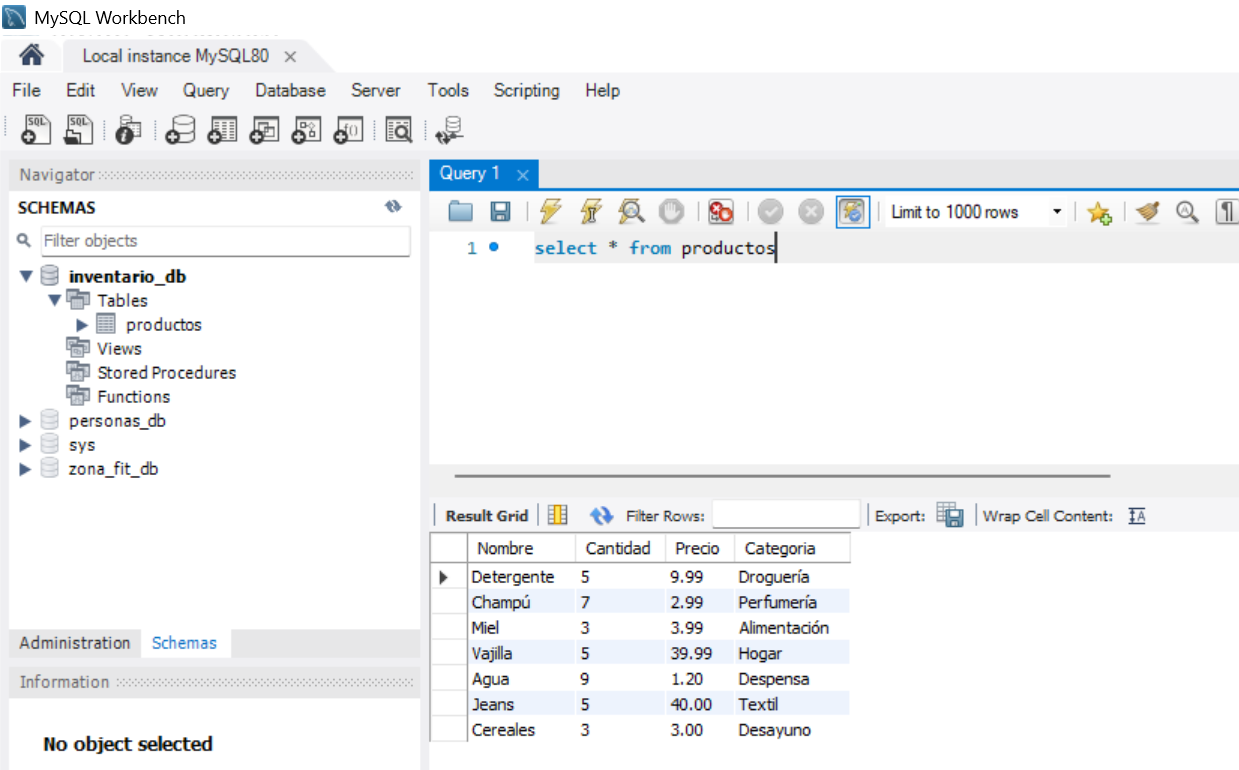 MySQL Workbench
Local instance MySQL80
File Edit View Query Database Server Tools Scripting Help
Navigator
SCHEMAS
Filter objects
inventario_db
Tables
productos
Views
Stored Procedures
Functions
personas_db
sys
zona_fit_db
Administration Schemas
Information
No object selected
Query 1
Limit to 1000 rows
1 select * from productos
Result Grid Filter Rows: Export: Wrap Cell Content:
Nombre Cantidad Precio Categoria
Detergente 5 9.99 Droguería
Champú 7 2.99 Perfumería
Miel 3 3.99 Alimentación
Vajilla 5 39.99 Hogar
Agua 9 1.20 Despensa
Jeans 5 40.00 Textil
Cereales 3 3.00 Desayuno